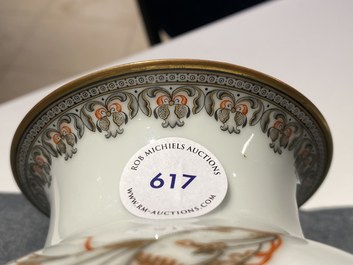 ROB MICHIELS AUCTIONS
617
WWW.RM-AUCTIONS.COM